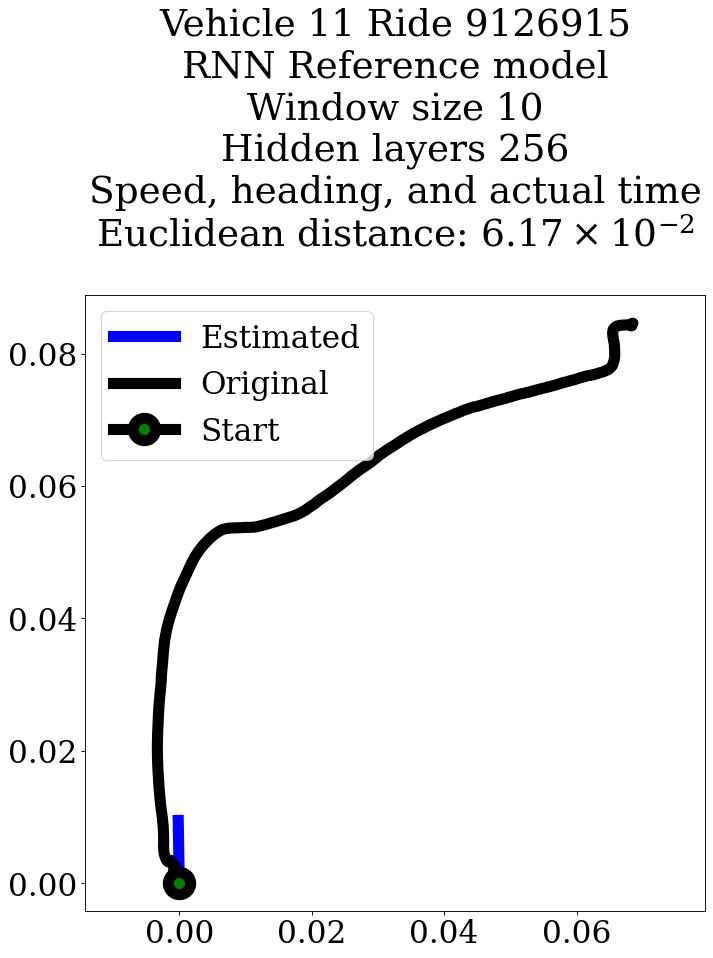 Vehicle 11 Ride 9126915
RNN Reference model
Window size 10
Hidden layers 256
Speed, heading, and actual time
Euclidean distance: 6.17 × 10⁻²
Estimated
Original
Start
0.08
0.06
0.04
0.02
0.00
0.00 0.02 0.04 0.06